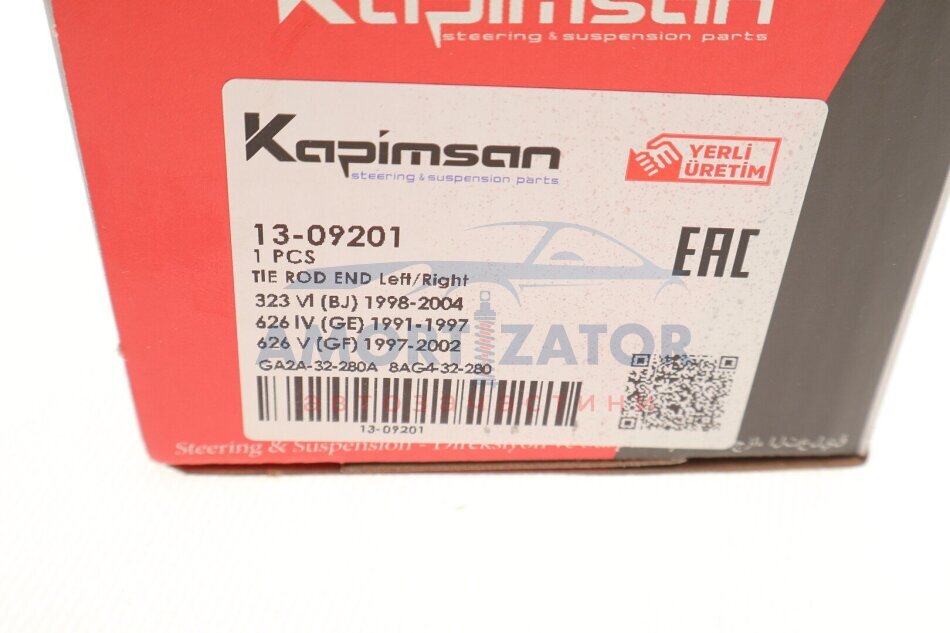 Kapimsan
steering & suspension parts
Kapimsan
steering & suspension parts
YERLİ
ÜRETİM
13-09201
1 PCS
TIE ROD END Left/Right
323 VI (BJ) 1998-2004
626 IV (GE) 1991-1997
626 V (GF) 1997-2002
GA2A-32-280A 8AG4-32-280
EAC
AMORTIZATOR
автозапчастини
13-09201
Steering & Suspension - Direksiyon